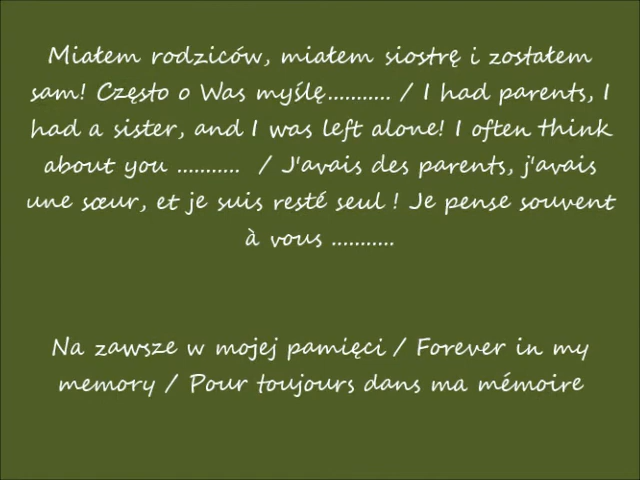 Miałem rodziców, miałem siostrę i zostałem
sam! Często o Was myślę........... / I had parents, I
had a sister, and I was left alone! I often think
about you ........... / J'avais des parents, j'avais
une sœur, et je suis resté seul ! Je pense souvent
à vous ...........
Na zawsze w mojej pamięci / Forever in my
memory / Pour toujours dans ma mémoire